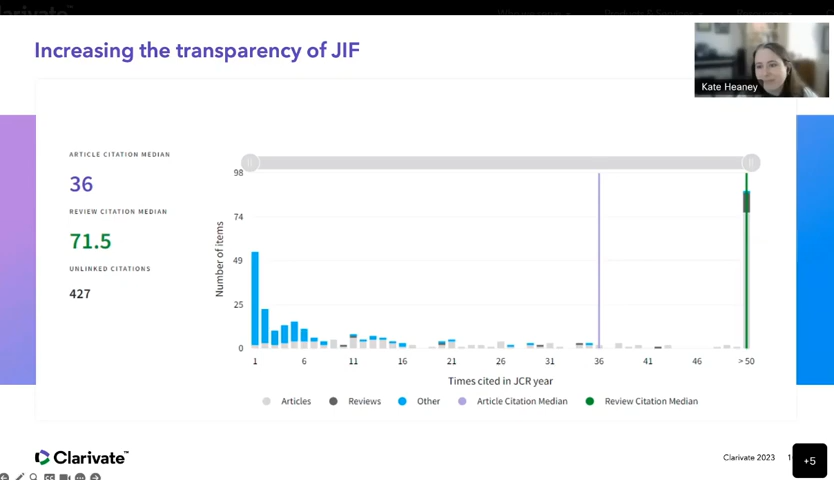 Clarivate™
Increasing the transparency of JIF
Kate Heaney
ARTICLE CITATION MEDIAN
36
REVIEW CITATION MEDIAN
71.5
UNLINKED CITATIONS
427
Number of items
98
74
49
25
0
1 6 11 16 21 26 31 36 41 46 > 50
Times cited in JCR year
Articles Reviews Other Article Citation Median Review Citation Median
Clarivate™
Clarivate 2023
+5